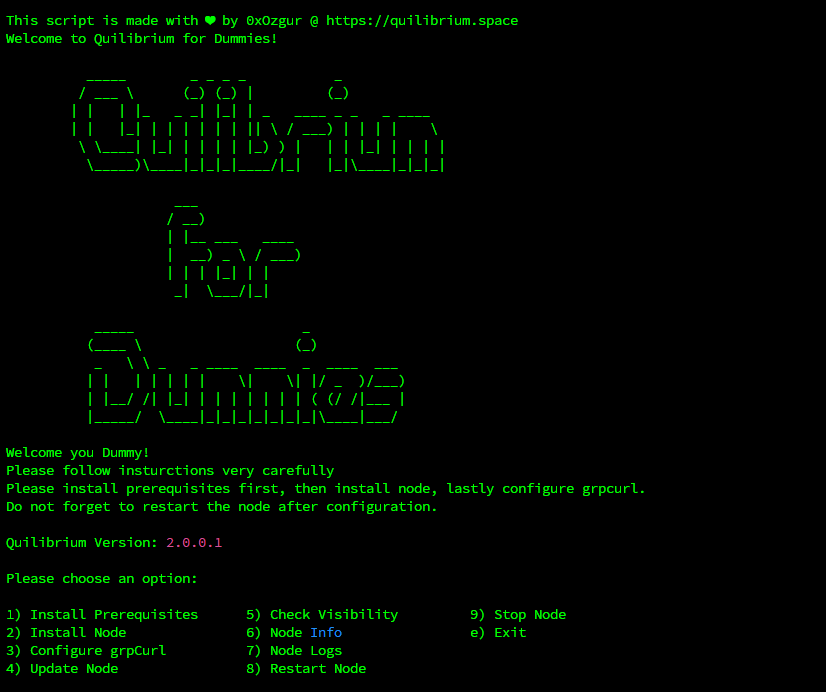 This script is made with ❤ by 0xOzgur @ https://quilibrium.space
Welcome to Quilibrium for Dummies!
Quilibrium
for
Dummies
Welcome you Dummy!
Please follow insturctions very carefully
Please install prerequisites first, then install node, lastly configure grpcurl.
Do not forget to restart the node after configuration.
Quilibrium Version: 2.0.0.1
Please choose an option:
1) Install Prerequisites 5) Check Visibility 9) Stop Node
2) Install Node 6) Node Info e) Exit
3) Configure grpCurl 7) Node Logs
4) Update Node 8) Restart Node